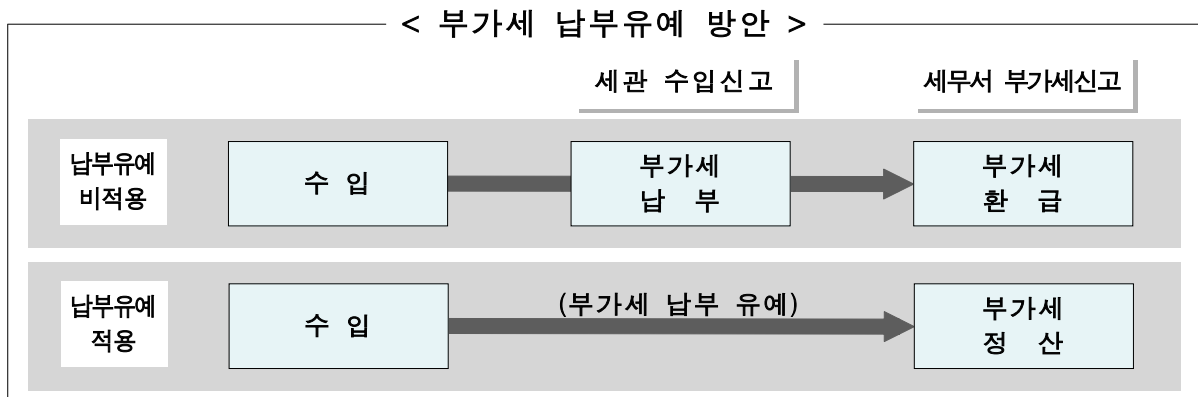 < 부가세 납부유예 방안 >
세관 수입신고
세무서 부가세신고
납부유예
비적용
수 입
부가세
납 부
부가세
환 급
납부유예
적용
수 입
(부가세 납부 유예)
부가세
정 산